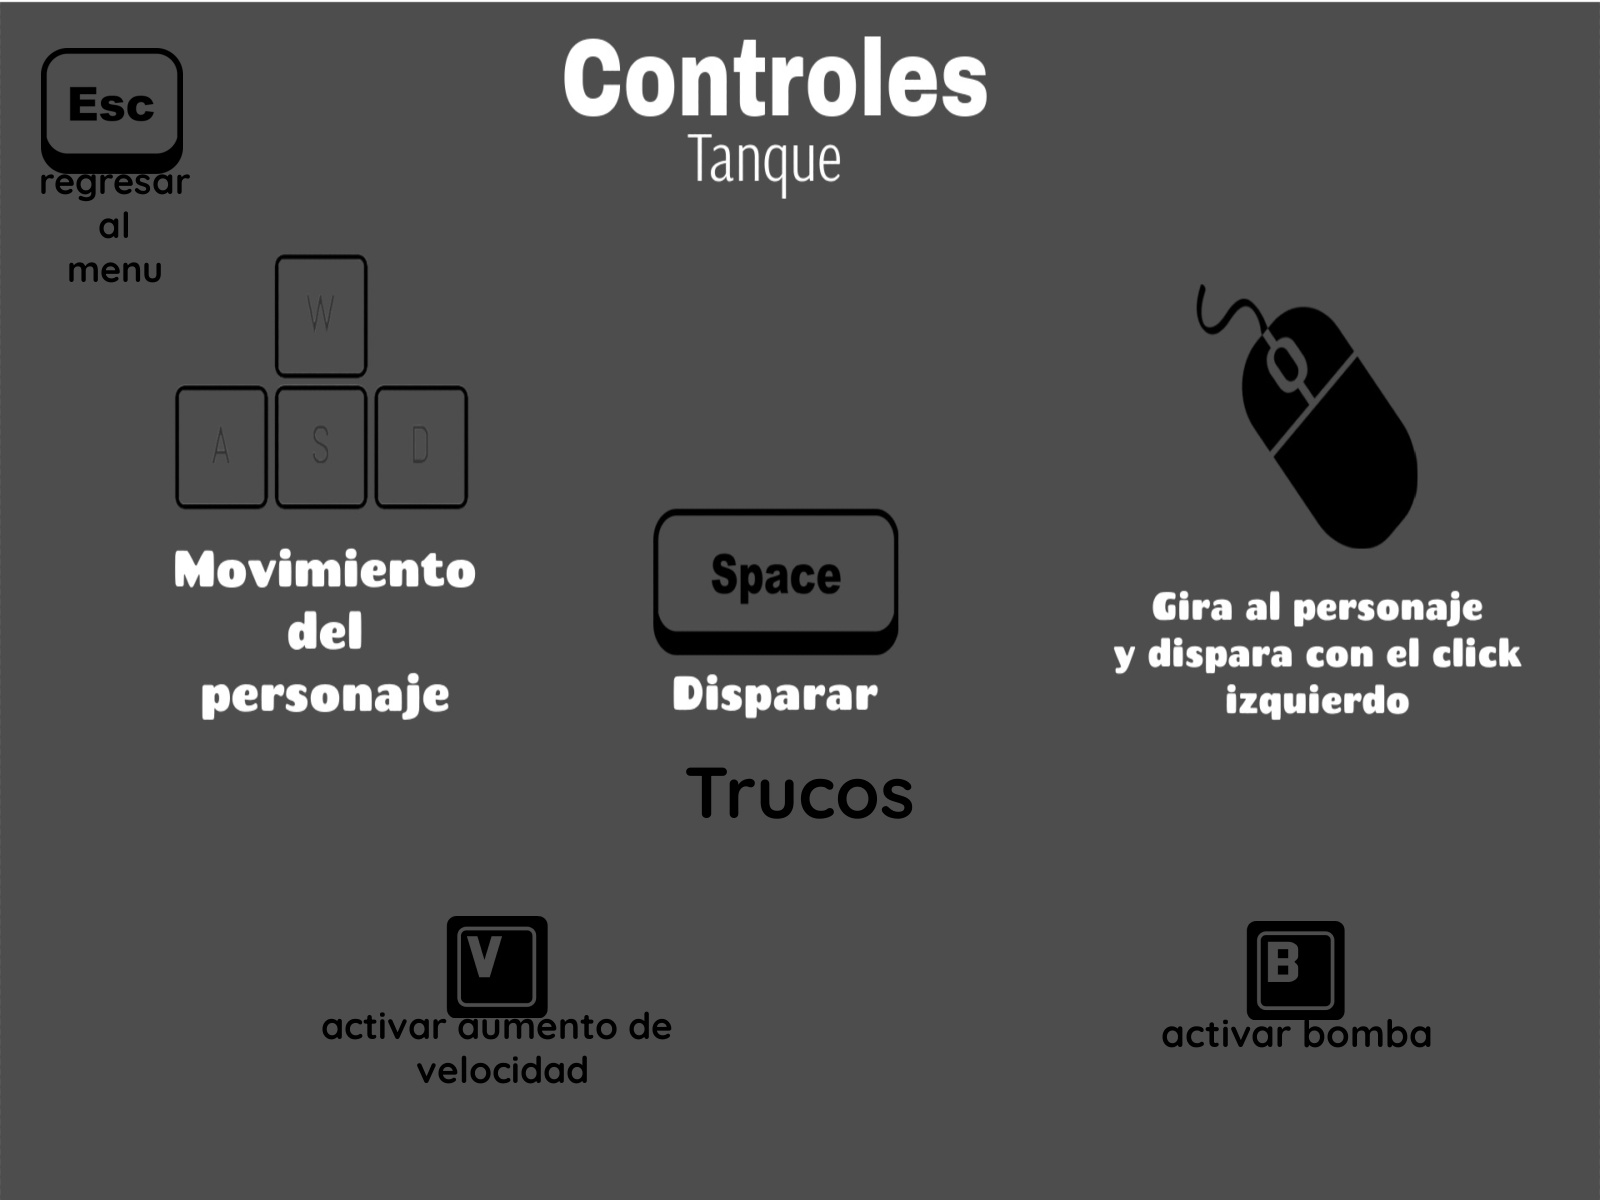 Controles
Tanque
Esc
regresar
al
menu
W
A S D
Movimiento
del
personaje
Space
Disparar
Gira al personaje
y dispara con el click
izquierdo
Trucos
V
activar aumento de
velocidad
B
activar bomba